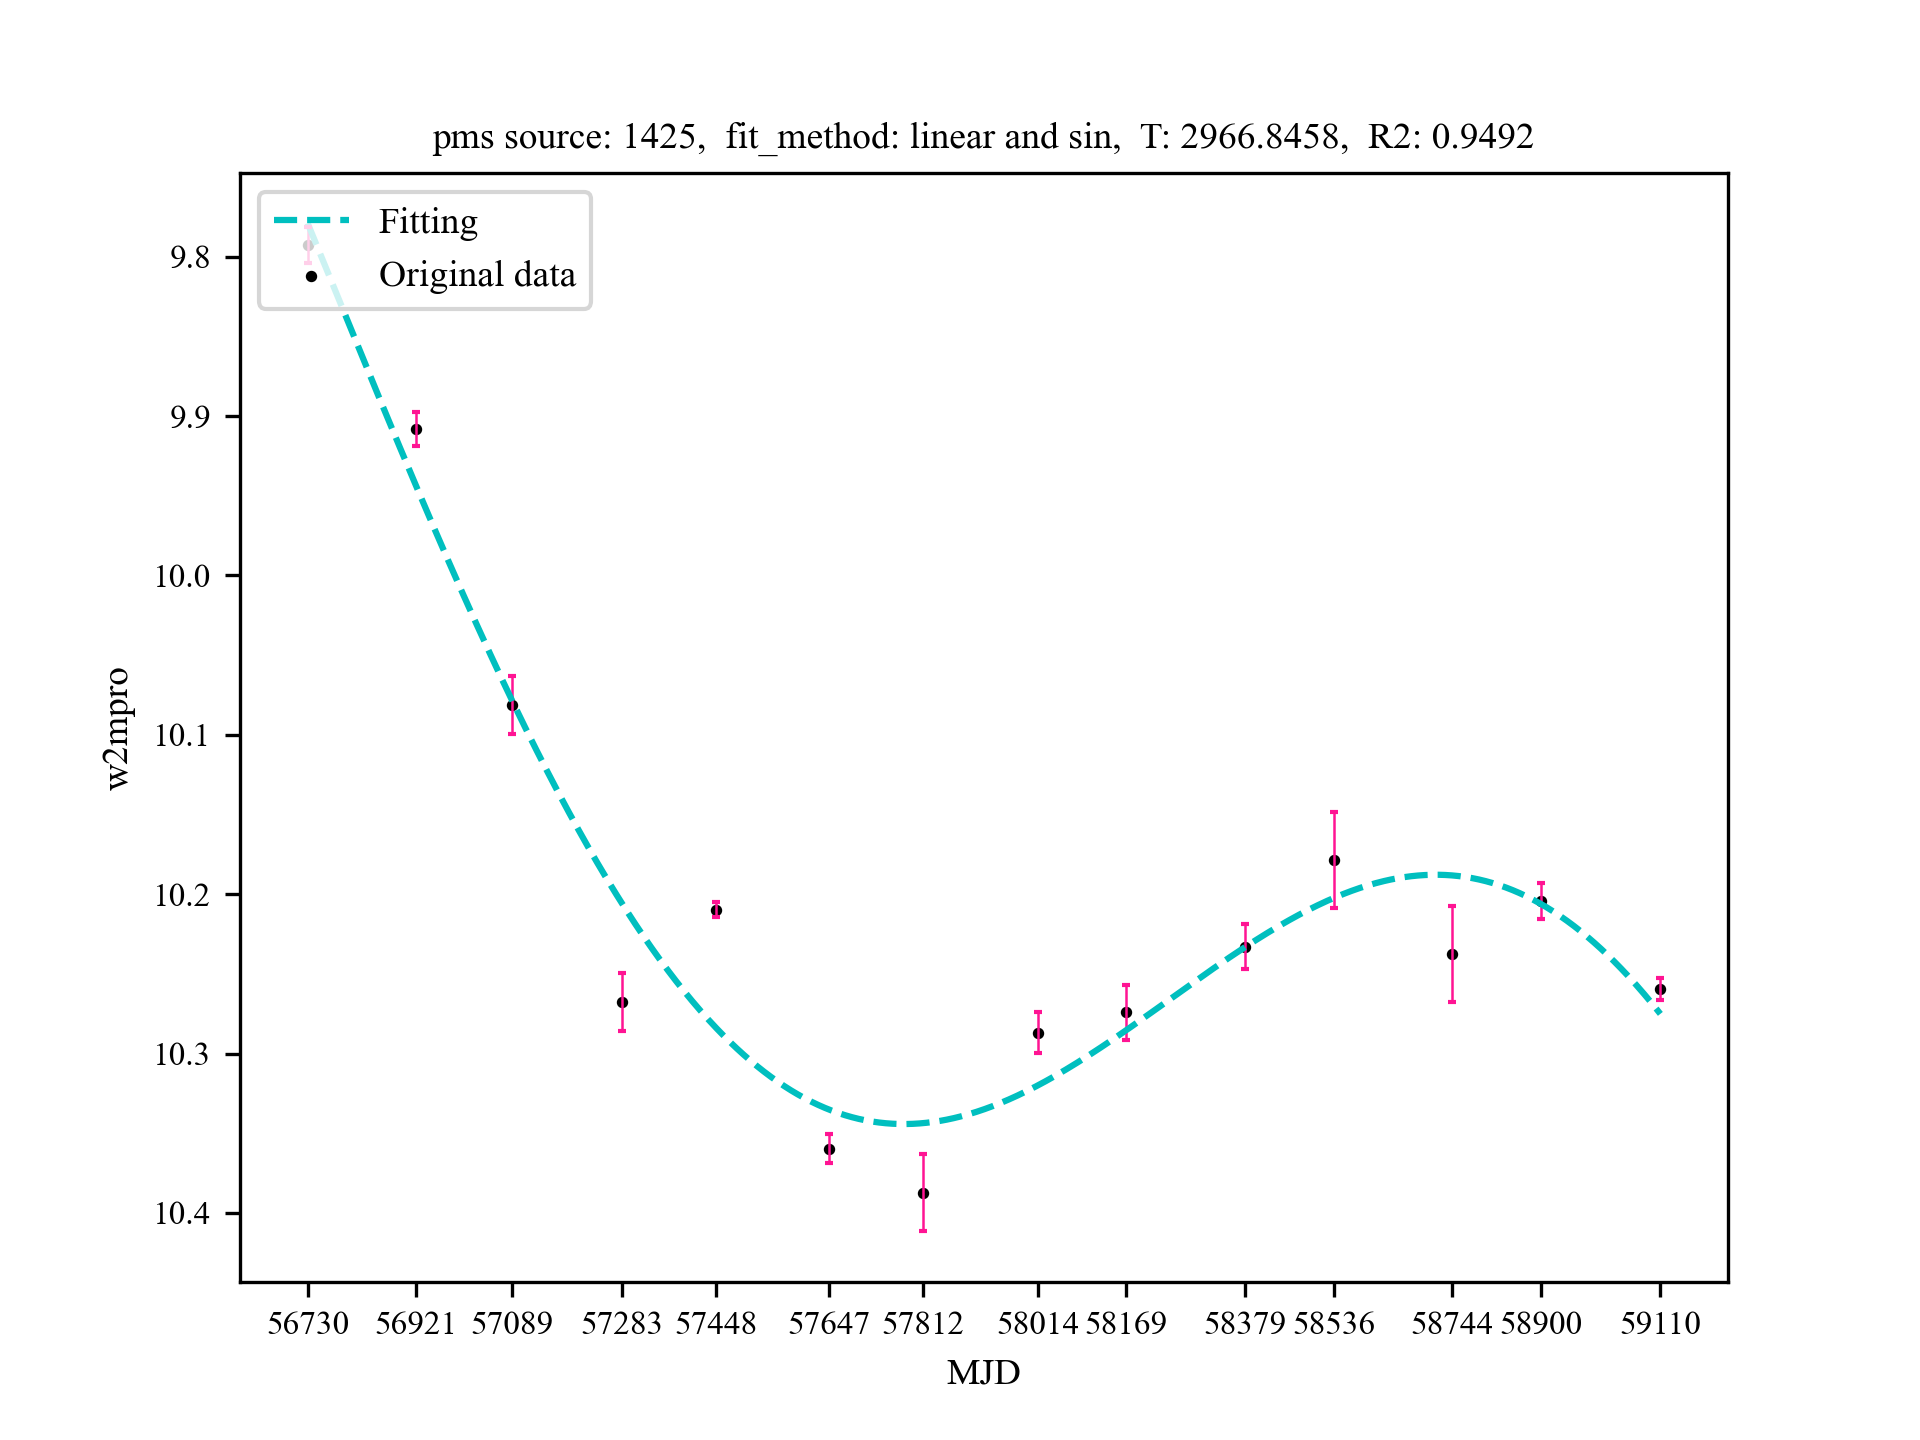 pms source: 1425,  fit_method: linear and sin,  T: 2966.8458,  R2: 0.9492
Fitting
Original data
9.8
9.9
10.0
10.1
10.2
10.3
10.4
w2mpro
56730 56921 57089 57283 57448 57647 57812 58014 58169 58379 58536 58744 58900 59110
MJD